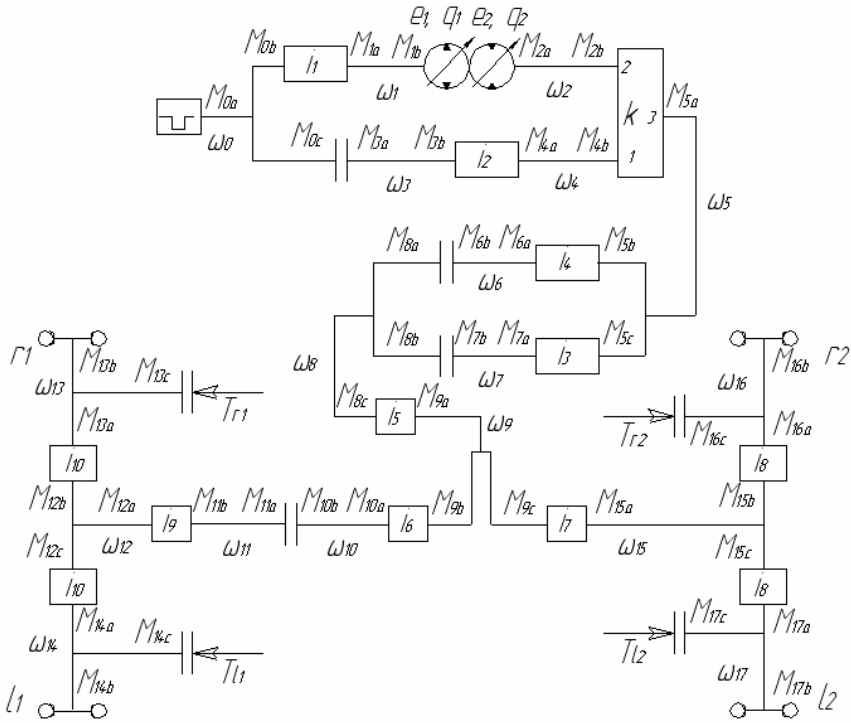 e1, q1 e2, q2
M0b I1 M1a M1b M2a M2b
ω1 ω2 2
M0a k 3 M5a
ω0
M0c M3a M3b I2 M4a M4b 1
ω3 ω4
ω5
M8a M6b M6a I4 M5b
ω6
M8b M7b M7a I3 M5c
ω8 ω7
r1 M13b M16b r2
ω13 M13c M8c I5 M9a ω16
Tr1 ω9 Tr2 M16c
M13a M16a
I10 I8
M12b M12a I9 M11b M11a M10b M10a I6 M9b M9c I7 M15a M15b
ω12 ω11 ω10 ω15
M12c M15c
I10 I8
M14a M14c M17c M17a
ω14 Tl1 Tl2 ω17
l1 M14b M17b l2